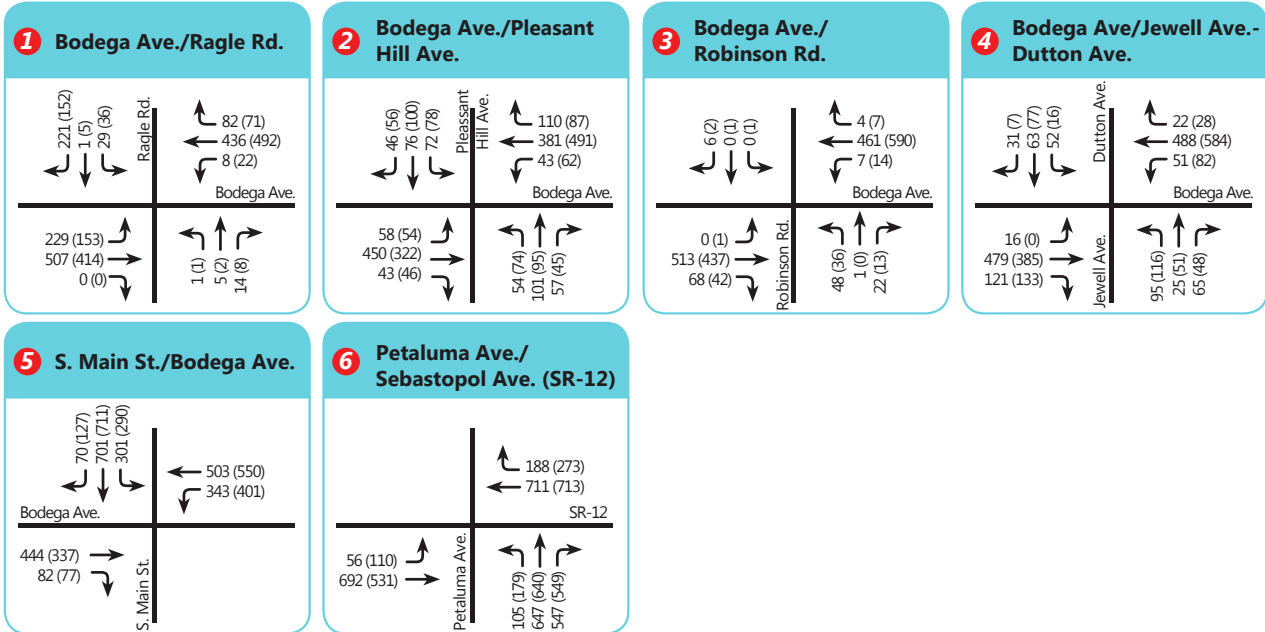 1 Bodega Ave./Ragle Rd.
221 (152)
1 (5)
29 (36)
Ragle Rd.
82 (71)
436 (492)
8 (22)
Bodega Ave.
229 (153)
507 (414)
0 (0)
1 (1)
5 (2)
14 (8)
2 Bodega Ave./Pleasant
Hill Ave.
46 (56)
76 (100)
72 (78)
Pleassant
Hill Ave.
110 (87)
381 (491)
43 (62)
Bodega Ave.
58 (54)
450 (322)
43 (46)
54 (74)
101 (95)
57 (45)
3 Bodega Ave./
Robinson Rd.
6 (2)
0 (1)
0 (1)
4 (7)
461 (590)
7 (14)
Bodega Ave.
0 (1)
513 (437)
68 (42)
Robinson Rd.
48 (36)
1 (0)
22 (13)
4 Bodega Ave/Jewell Ave.-
Dutton Ave.
31 (7)
63 (77)
52 (16)
Dutton Ave.
22 (28)
488 (584)
51 (82)
Bodega Ave.
16 (0)
479 (385)
121 (133)
Jewell Ave.
95 (116)
25 (51)
65 (48)
5 S. Main St./Bodega Ave.
70 (127)
701 (711)
301 (290)
503 (550)
343 (401)
Bodega Ave.
444 (337)
82 (77)
S. Main St.
6 Petaluma Ave./
Sebastopol Ave. (SR-12)
188 (273)
711 (713)
SR-12
56 (110)
692 (531)
Petaluma Ave.
105 (179)
647 (640)
547 (549)